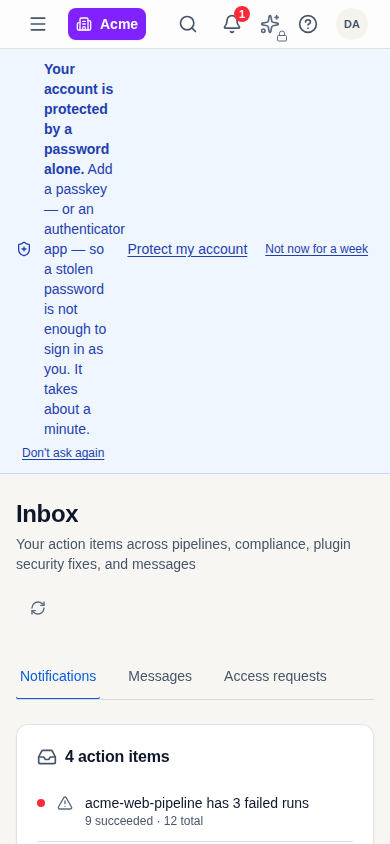 Acme
1
DA
Your
account is
protected
by a
password
alone. Add
a passkey
— or an
authenticator
app — so
a stolen
password
is not
enough to
sign in as
you. It
takes
about a
minute.
Protect my account
Not now for a week
Don't ask again
Inbox
Your action items across pipelines, compliance, plugin
security fixes, and messages
Notifications
Messages
Access requests
4 action items
acme-web-pipeline has 3 failed runs
9 succeeded · 12 total